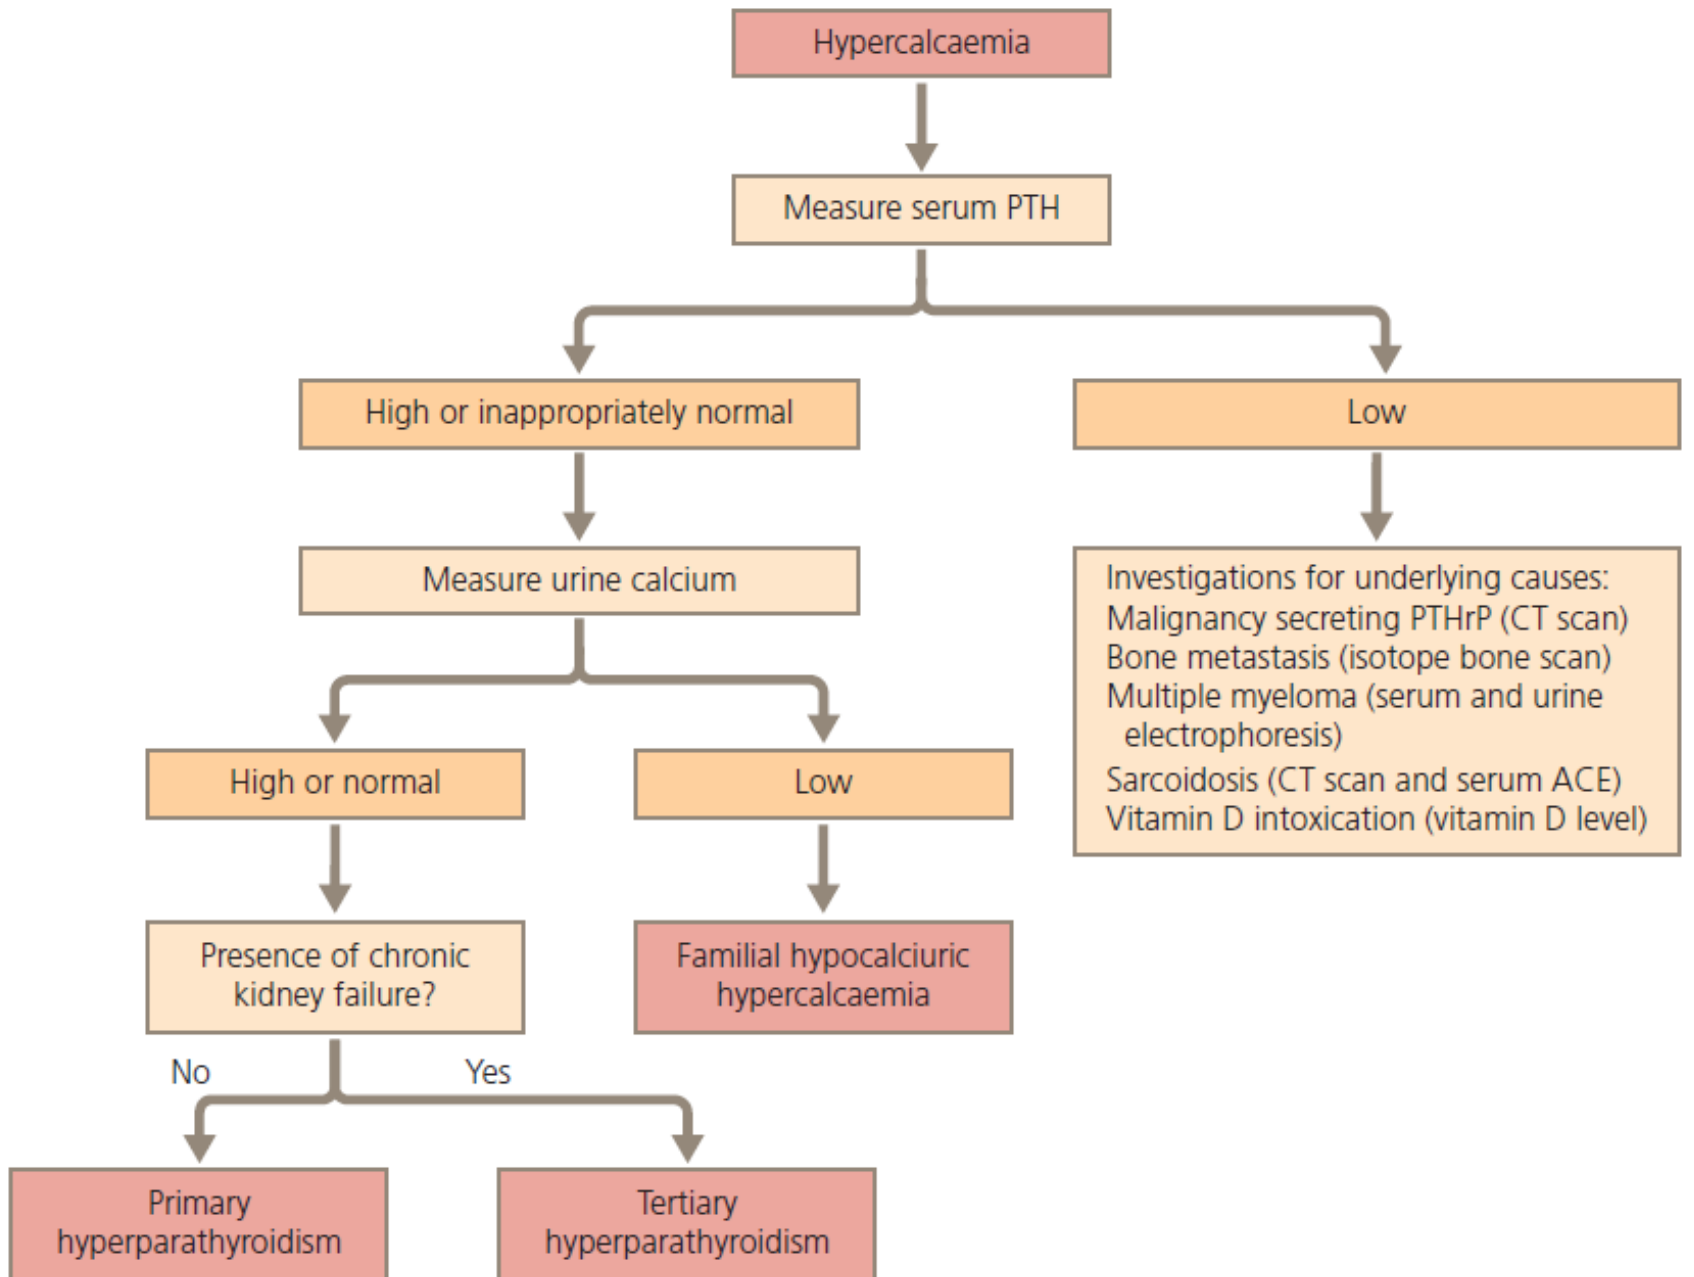 Hypercalcaemia
Measure serum PTH
High or inappropriately normal
Low
Measure urine calcium
Investigations for underlying causes:
Malignancy secreting PTHrP (CT scan)
Bone metastasis (isotope bone scan)
Multiple myeloma (serum and urine
electrophoresis)
Sarcoidosis (CT scan and serum ACE)
Vitamin D intoxication (vitamin D level)
High or normal
Low
Presence of chronic
kidney failure?
Familial hypocalciuric
hypercalcaemia
No
Yes
Primary
hyperparathyroidism
Tertiary
hyperparathyroidism